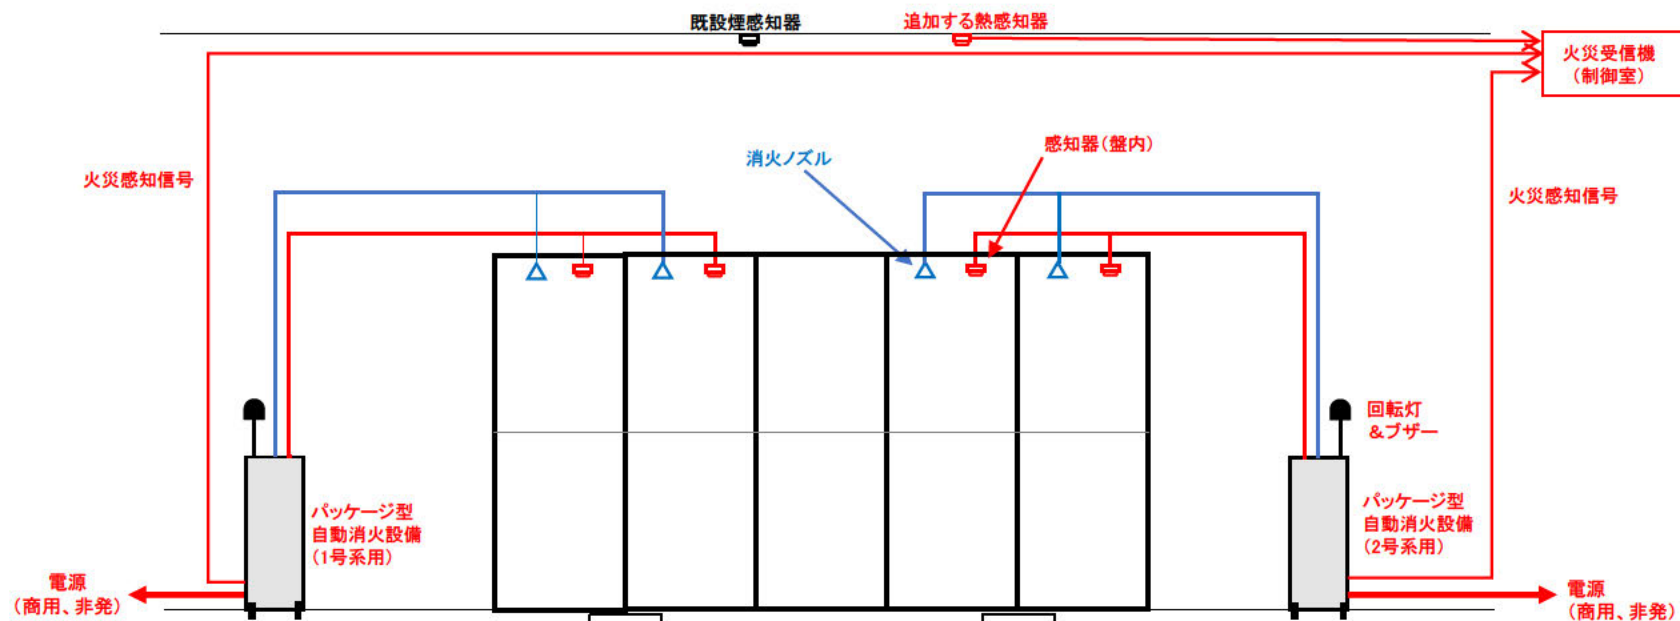 既設煙感知器
追加する熱感知器
火災受信機
（制御室）
消火ノズル
感知器（盤内）
火災感知信号
火災感知信号
回転灯
＆ブザー
パッケージ型
自動消火設備
（1号系用）
パッケージ型
自動消火設備
（2号系用）
電源
（商用、非発）
電源
（商用、非発）